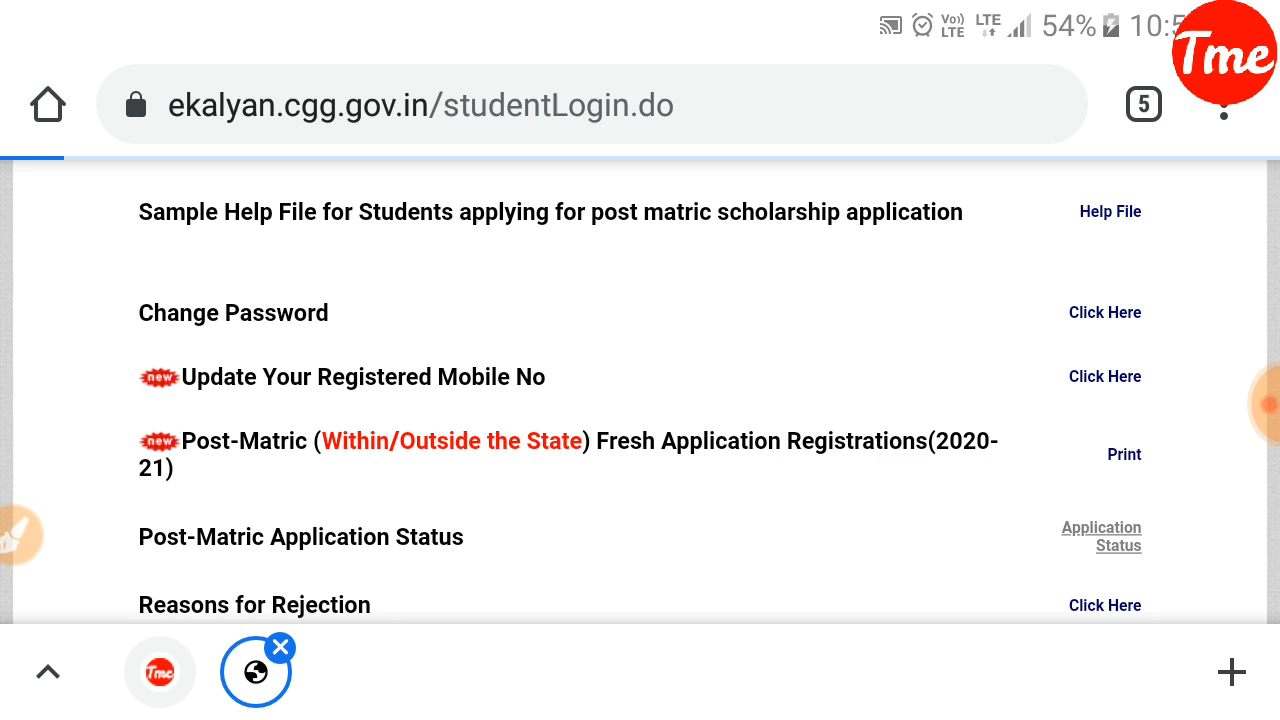 Vo)) LTE LTE 54% 10:5
Tme
ekalyan.cgg.gov.in/studentLogin.do 5
Sample Help File for Students applying for post matric scholarship application Help File
Change Password Click Here
new Update Your Registered Mobile No Click Here
new Post-Matric (Within/Outside the State) Fresh Application Registrations(2020-
21) Print
Post-Matric Application Status Application
Status
Reasons for Rejection Click Here
Tme